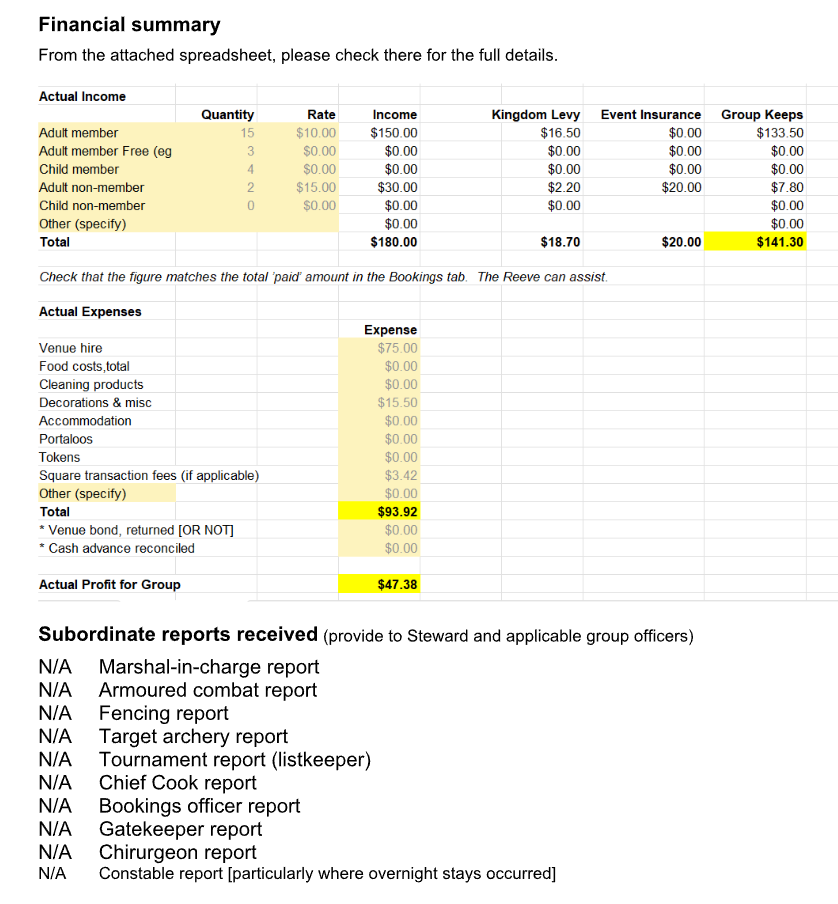 Financial summary
From the attached spreadsheet, please check there for the full details.
Actual Income
Quantity Rate Income Kingdom Levy Event Insurance Group Keeps
Adult member 15 $10.00 $150.00 $16.50 $0.00 $133.50
Adult member Free (eg 3 $0.00 $0.00 $0.00 $0.00 $0.00
Child member 4 $0.00 $0.00 $0.00 $0.00 $0.00
Adult non-member 2 $15.00 $30.00 $2.20 $20.00 $7.80
Child non-member 0 $0.00 $0.00 $0.00 $0.00
Other (specify) $0.00 $0.00
Total $180.00 $18.70 $20.00 $141.30
Check that the figure matches the total 'paid' amount in the Bookings tab. The Reeve can assist.
Actual Expenses
Expense
Venue hire $75.00
Food costs,total $0.00
Cleaning products $0.00
Decorations & misc $15.50
Accommodation $0.00
Portaloos $0.00
Tokens $0.00
Square transaction fees (if applicable) $3.42
Other (specify) $0.00
Total $93.92
* Venue bond, returned [OR NOT] $0.00
* Cash advance reconciled $0.00
Actual Profit for Group $47.38
Subordinate reports received (provide to Steward and applicable group officers)
N/A Marshal-in-charge report
N/A Armoured combat report
N/A Fencing report
N/A Target archery report
N/A Tournament report (listkeeper)
N/A Chief Cook report
N/A Bookings officer report
N/A Gatekeeper report
N/A Chirurgeon report
N/A Constable report [particularly where overnight stays occurred]